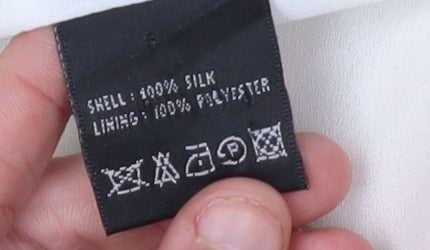 SHELL : 100% SILK
LINING : 100% POLYESTER
P